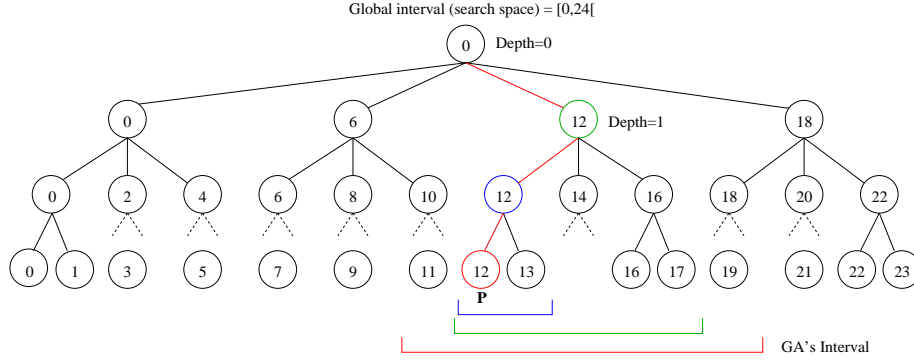 Global interval (search space) = [0,24[
0 Depth=0
0 6 12 Depth=1 18
0 2 4 6 8 10 12 14 16 18 20 22
0 1 3 5 7 9 11 12 13 16 17 19 21 22 23
P
GA's Interval